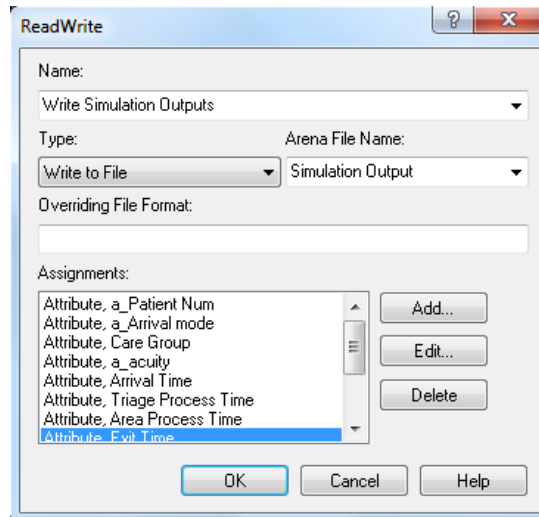 ReadWrite
Name:
Write Simulation Outputs
Type: Arena File Name:
Write to File Simulation Output
Overriding File Format:
Assignments:
Attribute, a_Patient Num
Attribute, a_Arrival mode
Attribute, Care Group
Attribute, a_acuity
Attribute, Arrival Time
Attribute, Triage Process Time
Attribute, Area Process Time
Attribute, Exit Time
Add...
Edit...
Delete
OK Cancel Help